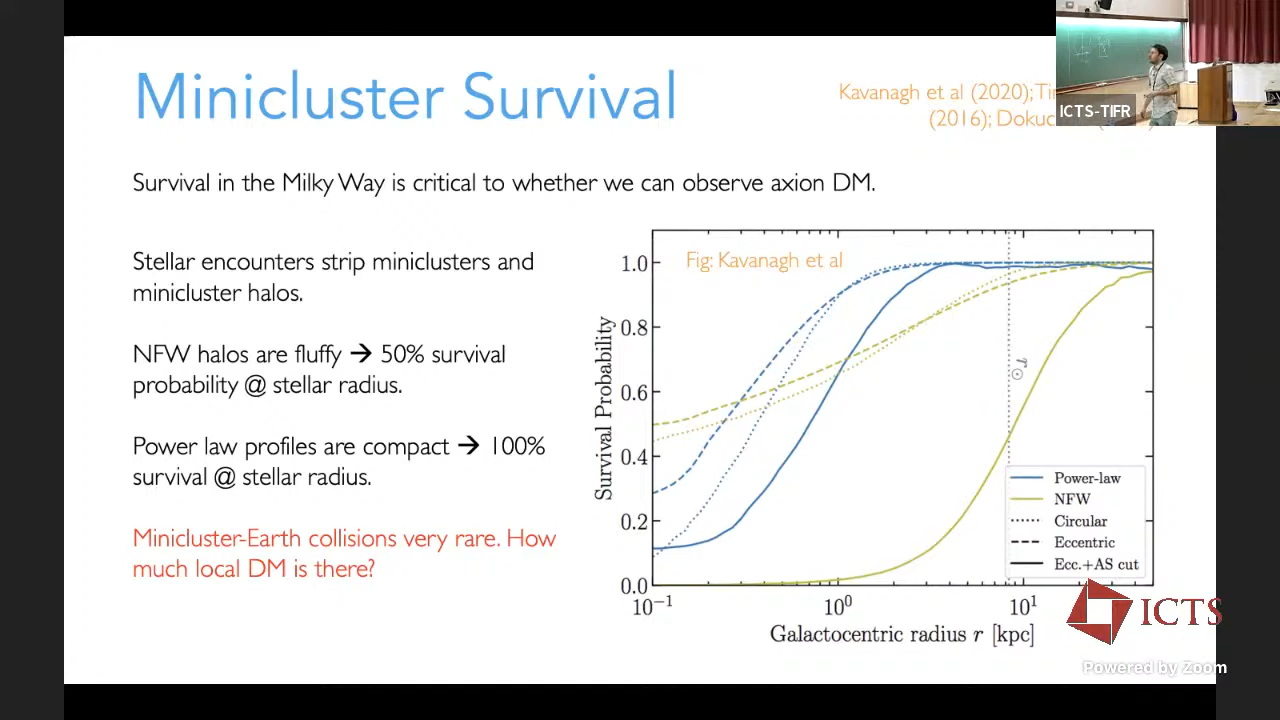 Minicluster Survival
Kavanagh et al (2020);
(2016);
ICTS-TIFR
Survival in the Milky Way is critical to whether we can observe axion DM.
Stellar encounters strip miniclusters and
minicluster halos.
NFW halos are fluffy → 50% survival
probability @ stellar radius.
Power law profiles are compact → 100%
survival @ stellar radius.
Minicluster-Earth collisions very rare. How
much local DM is there?
Fig: Kavanagh et al
Survival Probability
1.0
0.8
0.6
0.4
0.2
0.0
r☉
Power-law
NFW
Circular
Eccentric
Ecc.+AS cut
10⁻¹ 10⁰ 10¹
Galactocentric radius r [kpc]
ICTS
Powered by Zoom